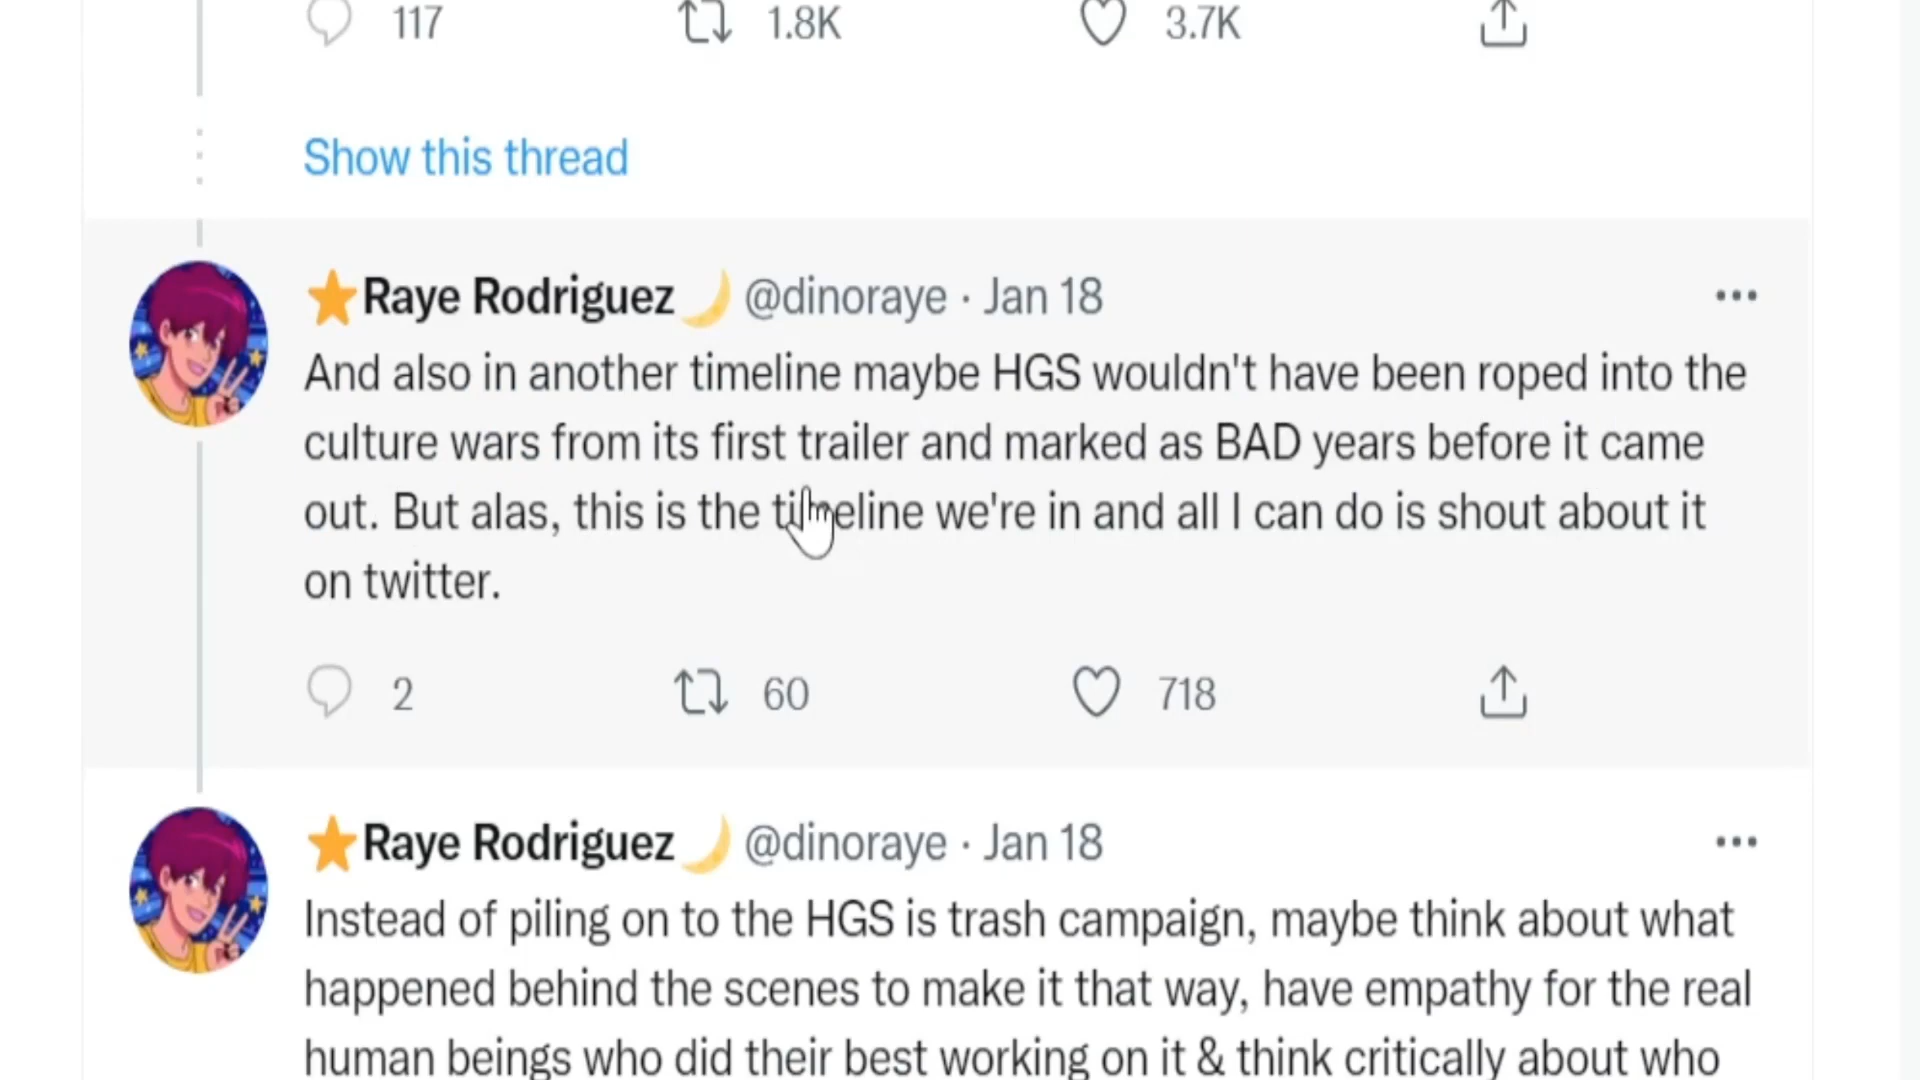 117 1.8K 3.7K
Show this thread
⭐Raye Rodriguez🌙 @dinoraye · Jan 18
And also in another timeline maybe HGS wouldn't have been roped into the
culture wars from its first trailer and marked as BAD years before it came
out. But alas, this is the timeline we're in and all I can do is shout about it
on twitter.
2 60 718
⭐Raye Rodriguez🌙 @dinoraye · Jan 18
Instead of piling on to the HGS is trash campaign, maybe think about what
happened behind the scenes to make it that way, have empathy for the real
human beings who did their best working on it & think critically about who